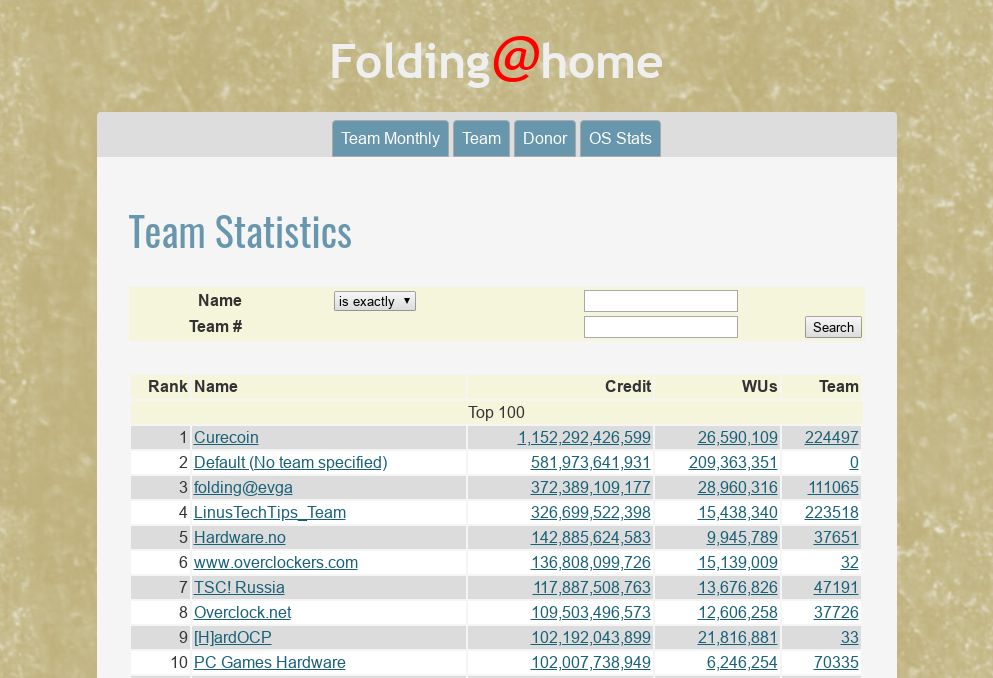 Folding@home
Team Monthly Team Donor OS Stats
Team Statistics
Name is exactly
Team # Search
Rank Name Credit WUs Team
Top 100
1 Curecoin 1,152,292,426,599 26,590,109 224497
2 Default (No team specified) 581,973,641,931 209,363,351 0
3 folding@evga 372,389,109,177 28,960,316 111065
4 LinusTechTips_Team 326,699,522,398 15,438,340 223518
5 Hardware.no 142,885,624,583 9,945,789 37651
6 www.overclockers.com 136,808,099,726 15,139,009 32
7 TSC! Russia 117,887,508,763 13,676,826 47191
8 Overclock.net 109,503,496,573 12,606,258 37726
9 [H]ardOCP 102,192,043,899 21,816,881 33
10 PC Games Hardware 102,007,738,949 6,246,254 70335